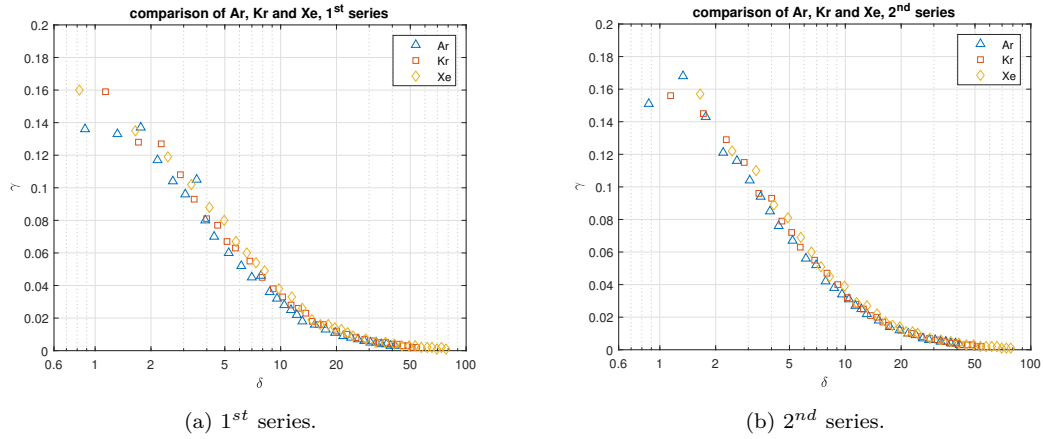 comparison of Ar, Kr and Xe, 1st series
0.2
0.18
0.16
0.14
0.12
0.1
0.08
0.06
0.04
0.02
0
γ
Ar
Kr
Xe
0.6 1 2 5 10 20 50 100
δ
(a) 1st series.
comparison of Ar, Kr and Xe, 2nd series
0.2
0.18
0.16
0.14
0.12
0.1
0.08
0.06
0.04
0.02
0
γ
Ar
Kr
Xe
0.6 1 2 5 10 20 50 100
δ
(b) 2nd series.